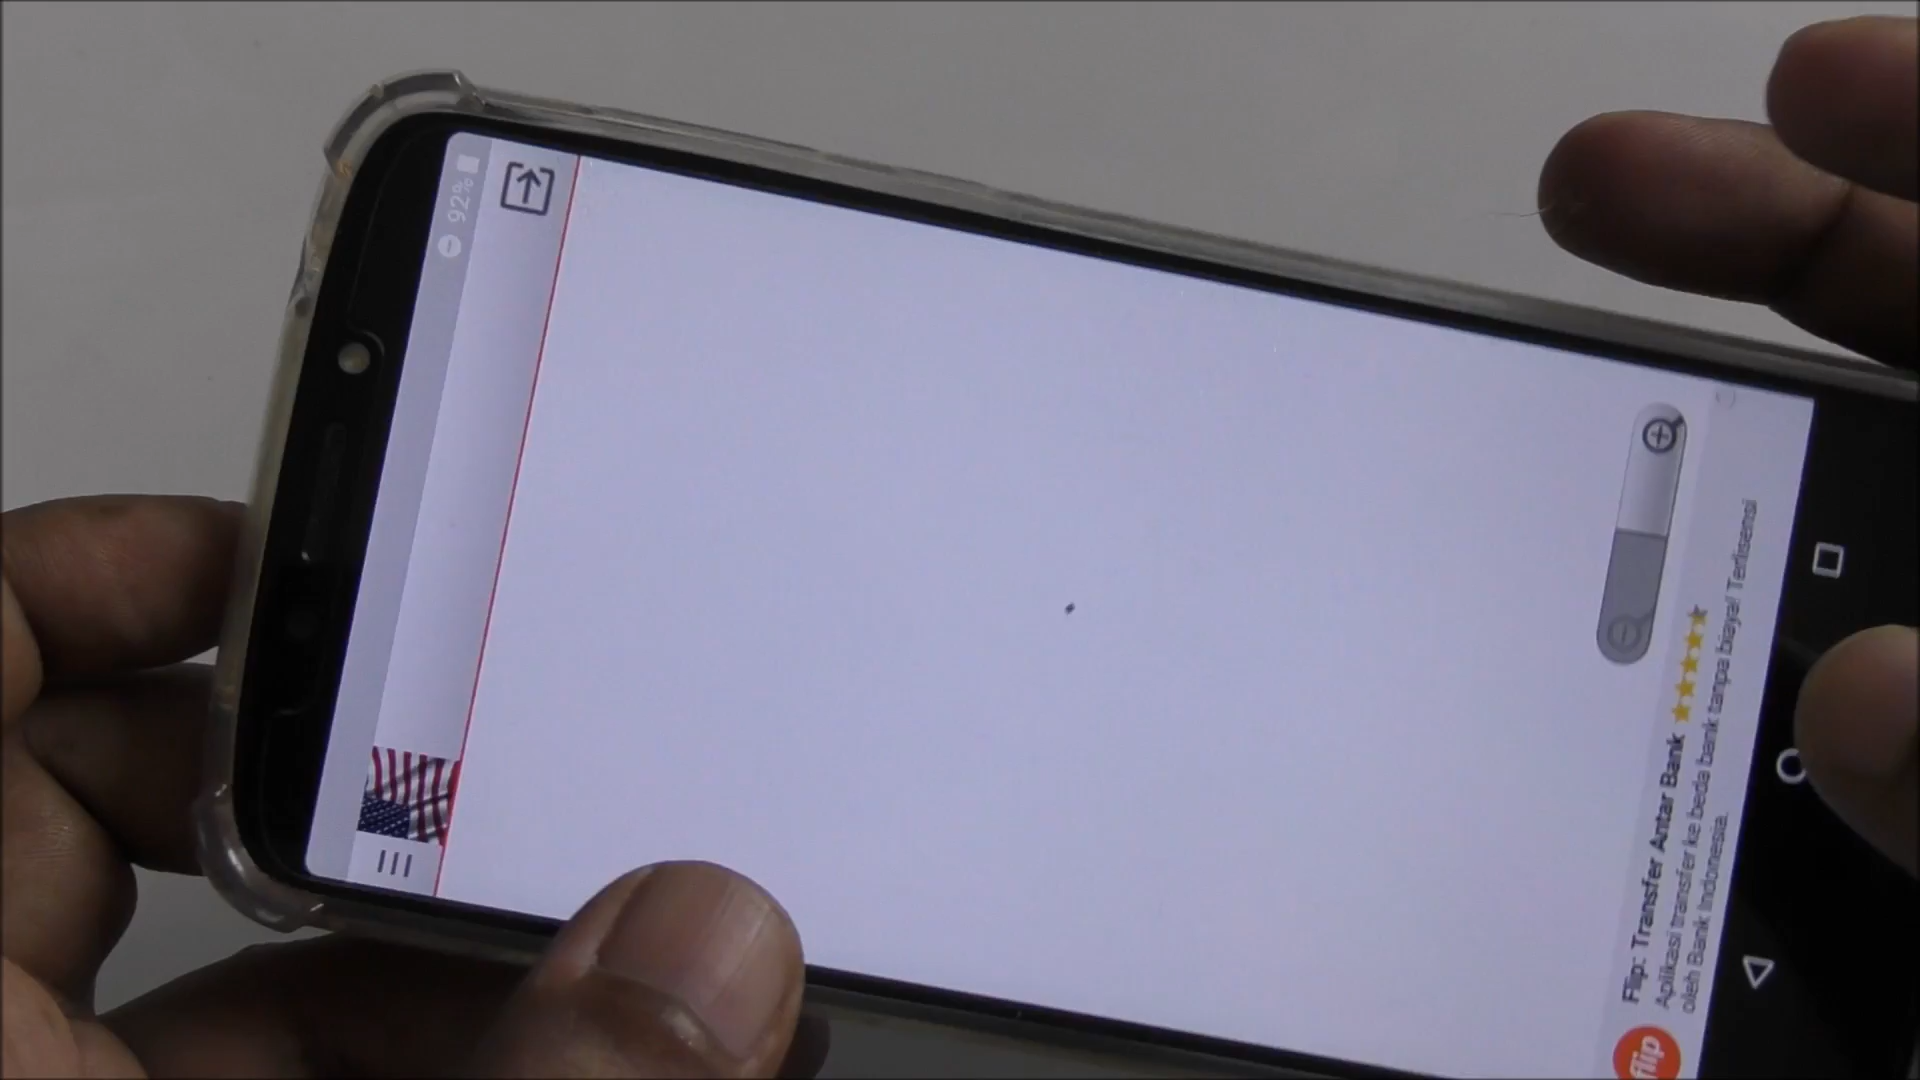 92%
Flip: Transfer Antar Bank
Aplikasi transfer ke beda bank tanpa biaya! Terlisensi
oleh Bank Indonesia.
flip